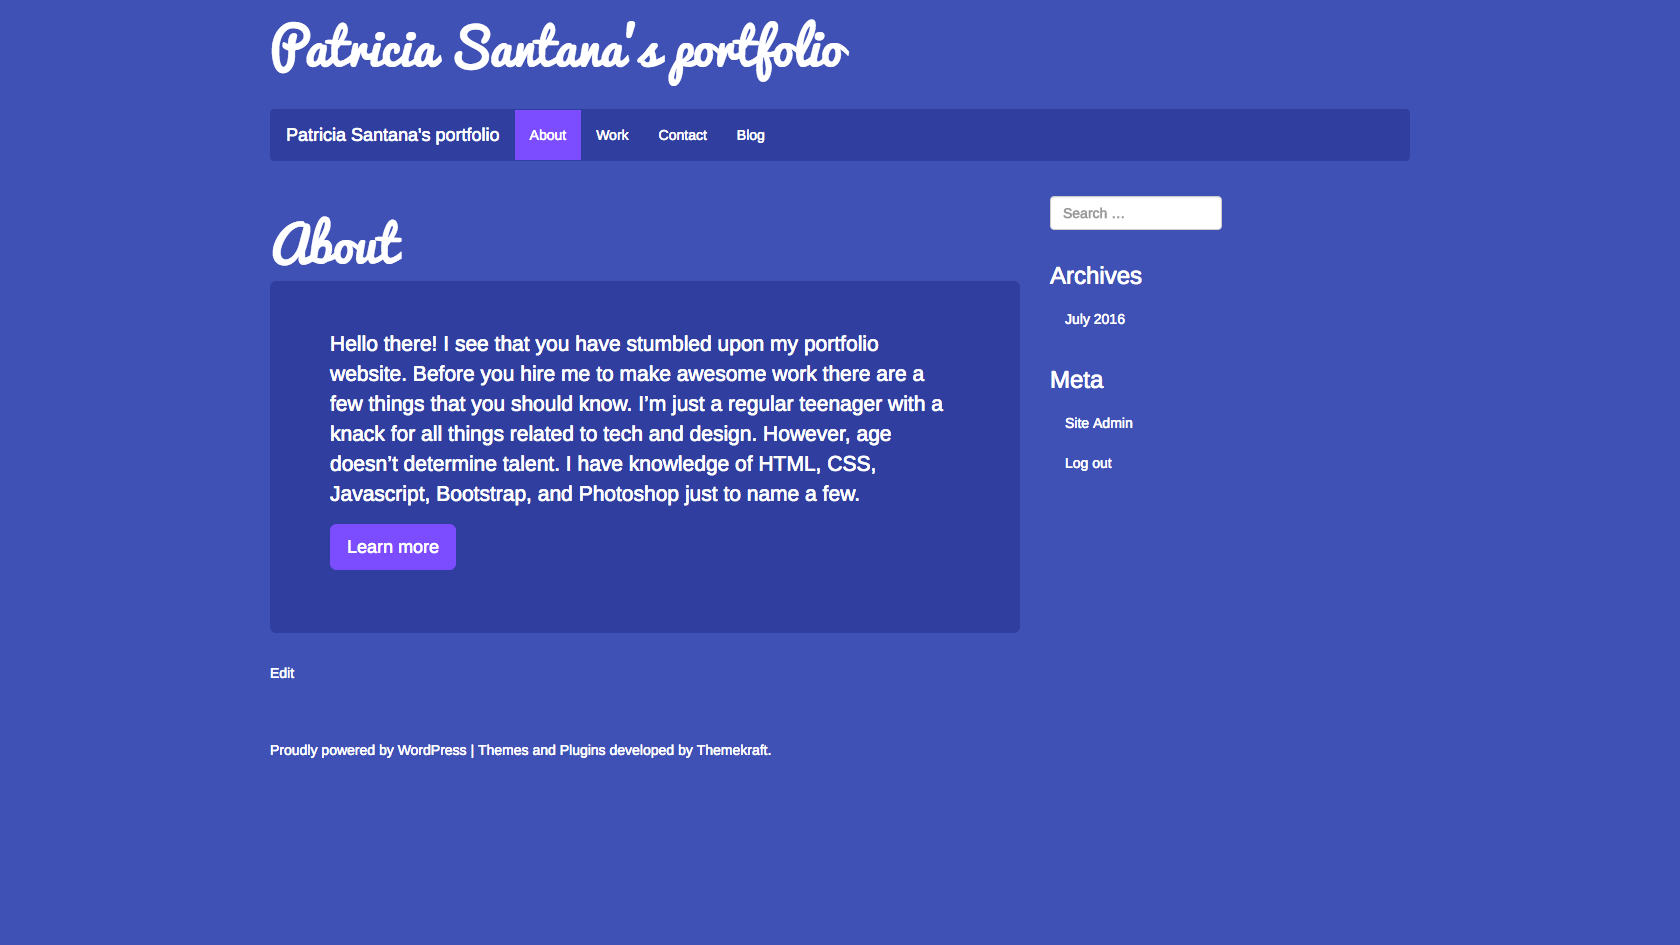 Patricia Santana's portfolio
Patricia Santana's portfolio About Work Contact Blog
About
Hello there! I see that you have stumbled upon my portfolio
website. Before you hire me to make awesome work there are a
few things that you should know. I’m just a regular teenager with a
knack for all things related to tech and design. However, age
doesn’t determine talent. I have knowledge of HTML, CSS,
Javascript, Bootstrap, and Photoshop just to name a few.
Learn more
Edit
Search …
Archives
July 2016
Meta
Site Admin
Log out
Proudly powered by WordPress | Themes and Plugins developed by Themekraft.